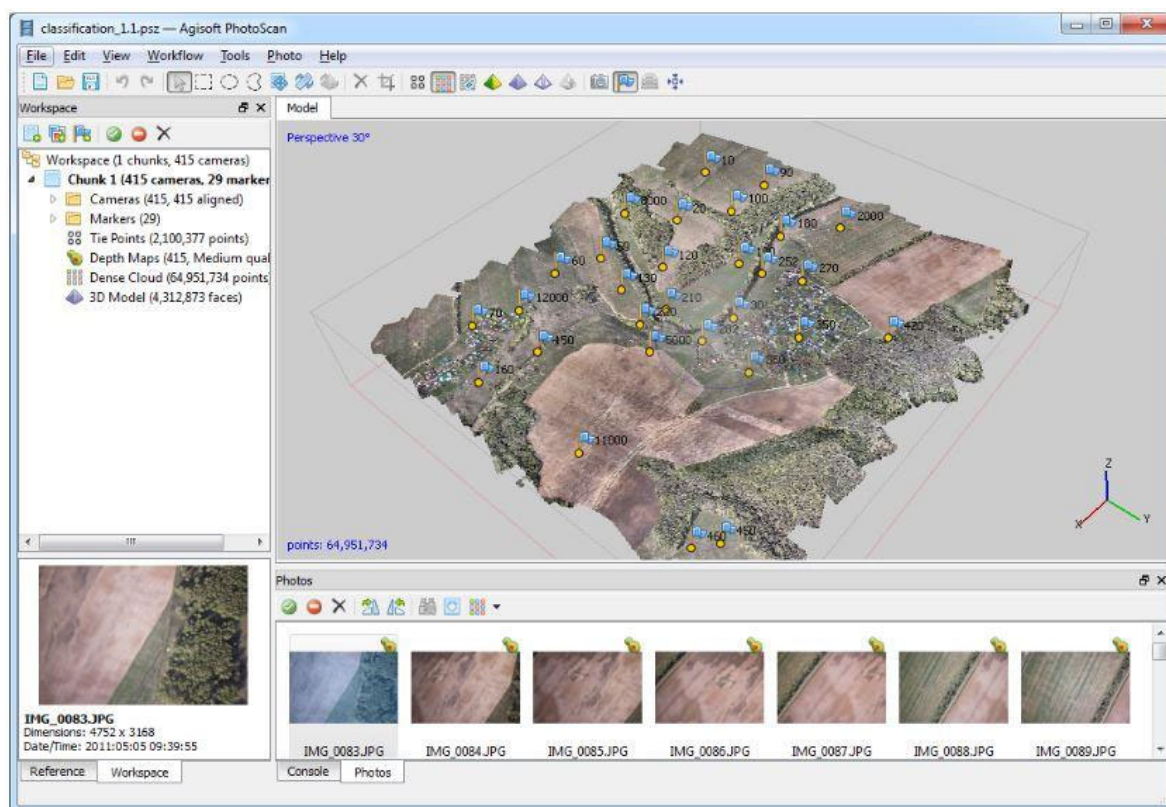 classification_1.1.psz — Agisoft PhotoScan
File Edit View Workflow Tools Photo Help
Workspace
Model
Perspective 30°
Workspace (1 chunks, 415 cameras)
Chunk 1 (415 cameras, 29 marker
Cameras (415, 415 aligned)
Markers (29)
Tie Points (2,100,377 points)
Depth Maps (415, Medium qual
Dense Cloud (64,951,734 points
3D Model (4,312,873 faces)
10
90
100
20
2000
180
60
120
252
270
130
12000
210
70
450
5000
350
420
160
11000
460
450
Z
X
Y
points: 64,951,734
Photos
IMG_0083.JPG
Dimensions: 4752 x 3168
Date/Time: 2011:05:05 09:39:55
IMG_0083.JPG IMG_0084.JPG IMG_0085.JPG IMG_0086.JPG IMG_0087.JPG IMG_0088.JPG IMG_0089.JPG
Reference Workspace
Console Photos